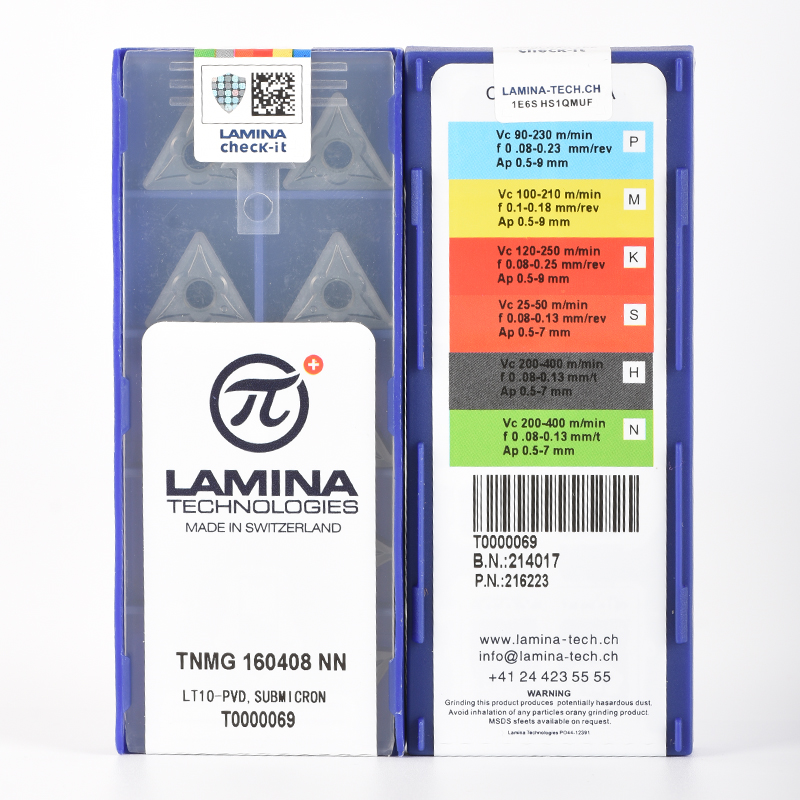 LAMINA
check-it
π
LAMINA
TECHNOLOGIES
MADE IN SWITZERLAND
TNMG 160408 NN
LT10-PVD, SUBMICRON
T0000069
check-it
LAMINA-TECH.CH
1E6S HS1QMUF
Vc 90-230 m/min
f 0 .08-0.23 mm/rev
Ap 0.5-9 mm
P
Vc 100-210 m/min
f 0.1-0.18 mm/rev
Ap 0.5-9 mm
M
Vc 120-250 m/min
f 0.08-0.25 mm/rev
Ap 0.5-9 mm
K
Vc 25-50 m/min
f 0.08-0.13 mm/rev
Ap 0.5-7 mm
S
Vc 200-400 m/min
f 0 .08-0.13 mm/t
Ap 0.5-7 mm
H
Vc 200-400 m/min
f 0 .08-0.13 mm/t
Ap 0.5-7 mm
N
T0000069
B.N.:214017
P.N.:216223
www.lamina-tech.ch
info@lamina-tech.ch
+41 24 423 55 55
WARNING
Grinding this product produces potentially hasardous dust.
Avoid inhalation of any particles orany grinding product.
MSDS sfeets available on request.
Lamina Technologies PO44-12391